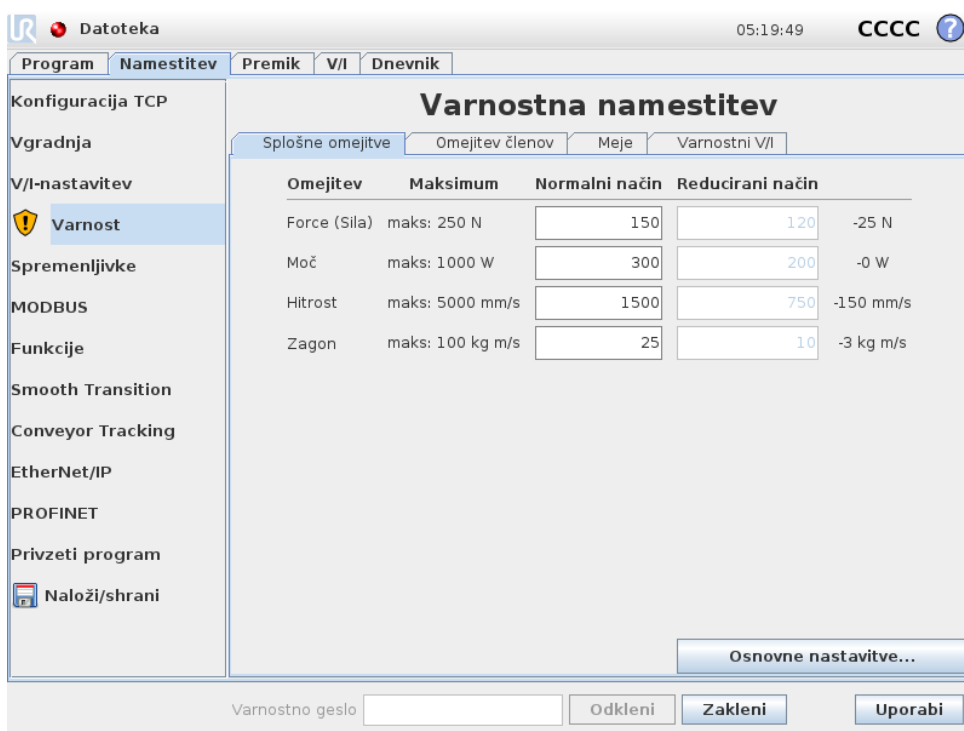 UR Datoteka 05:19:49 CCCC ?
Program Namestitev Premik V/I Dnevnik
Konfiguracija TCP
Vgradnja
V/I-nastavitev
Varnost
Spremenljivke
MODBUS
Funkcije
Smooth Transition
Conveyor Tracking
EtherNet/IP
PROFINET
Privzeti program
Naloži/shrani
Varnostna namestitev
Splošne omejitve Omejitev členov Meje Varnostni V/I
Omejitev Maksimum Normalni način Reducirani način
Force (Sila) maks: 250 N 150 120 -25 N
Moč maks: 1000 W 300 200 -0 W
Hitrost maks: 5000 mm/s 1500 750 -150 mm/s
Zagon maks: 100 kg m/s 25 10 -3 kg m/s
Osnovne nastavitve...
Varnostno geslo Odkleni Zakleni Uporabi